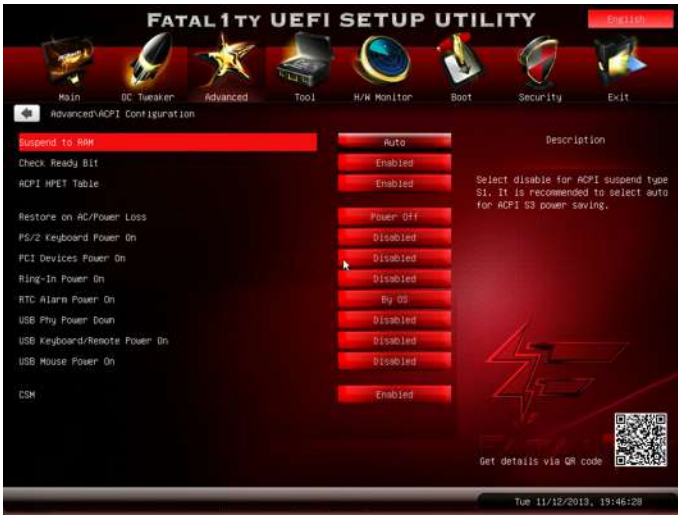 FATAL1TY UEFI SETUP UTILITY
English
Main OC Tweaker Advanced Tool H/W Monitor Boot Security Exit
Advanced\ACPI Configuration
Suspend to RAM Auto
Check Ready Bit Enabled
ACPI HPET Table Enabled
Restore on AC/Power Loss Power Off
PS/2 Keyboard Power On Disabled
PCI Devices Power On Disabled
Ring-In Power On Disabled
RTC Alarm Power On By OS
USB Phy Power Down Disabled
USB Keyboard/Remote Power On Disabled
USB Mouse Power On Disabled
CSM Enabled
Description
Select disable for ACPI suspend type
S1. It is recommended to select auto
for ACPI S3 power saving.
Get details via QR code
Tue 11/12/2013, 19:46:28